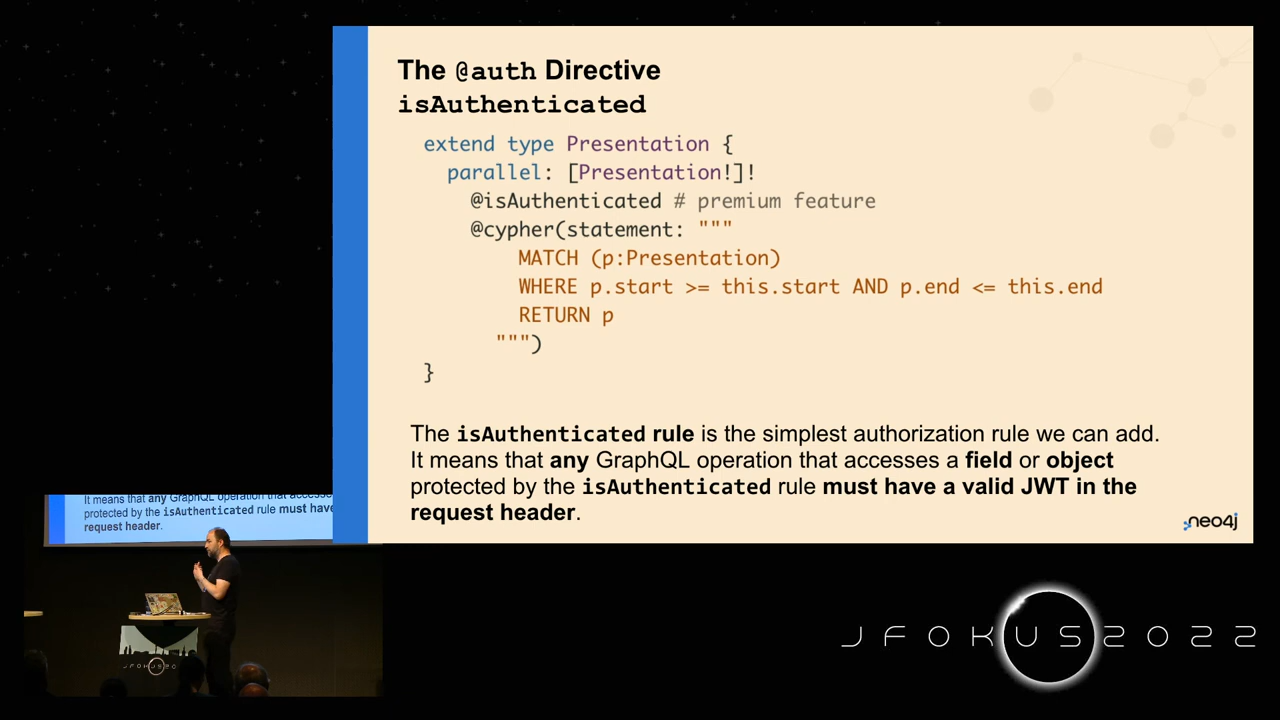 The @auth Directive
isAuthenticated
extend type Presentation {
parallel: [Presentation!]!
@isAuthenticated # premium feature
@cypher(statement: """
MATCH (p:Presentation)
WHERE p.start >= this.start AND p.end <= this.end
RETURN p
""")
}
The isAuthenticated rule is the simplest authorization rule we can add.
It means that any GraphQL operation that accesses a field or object
protected by the isAuthenticated rule must have a valid JWT in the
request header.
neo4j
It means that any GraphQL operation that accesses
protected by the isAuthenticated rule must have
request header.
JFOKUS20
JFOKUS2022